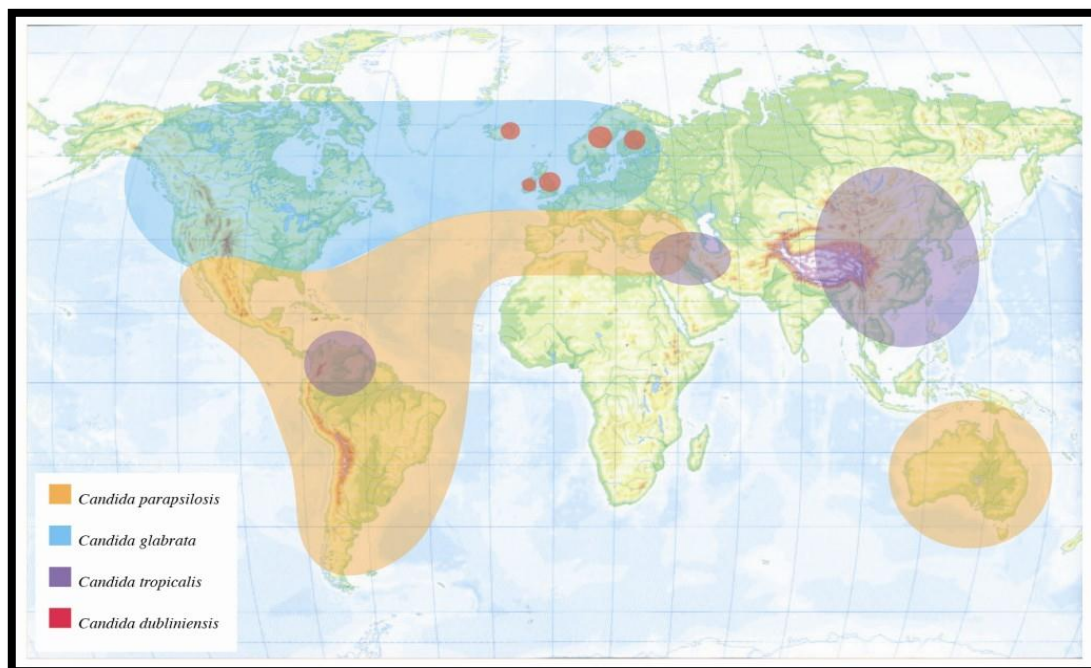 Candida parapsilosis
Candida glabrata
Candida tropicalis
Candida dubliniensis